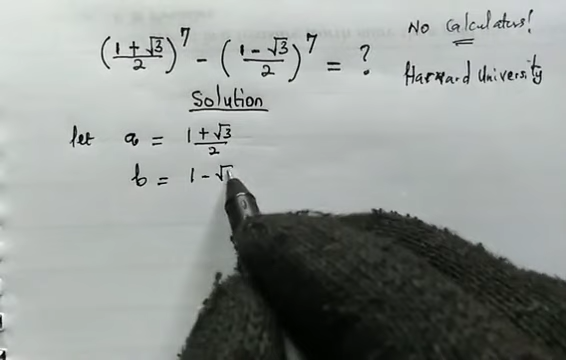 No Calculators!
((1 + √3)/2)^7 - ((1 - √3)/2)^7 = ?
Harvard University
Solution
let a = (1 + √3)/2
b = 1 - √